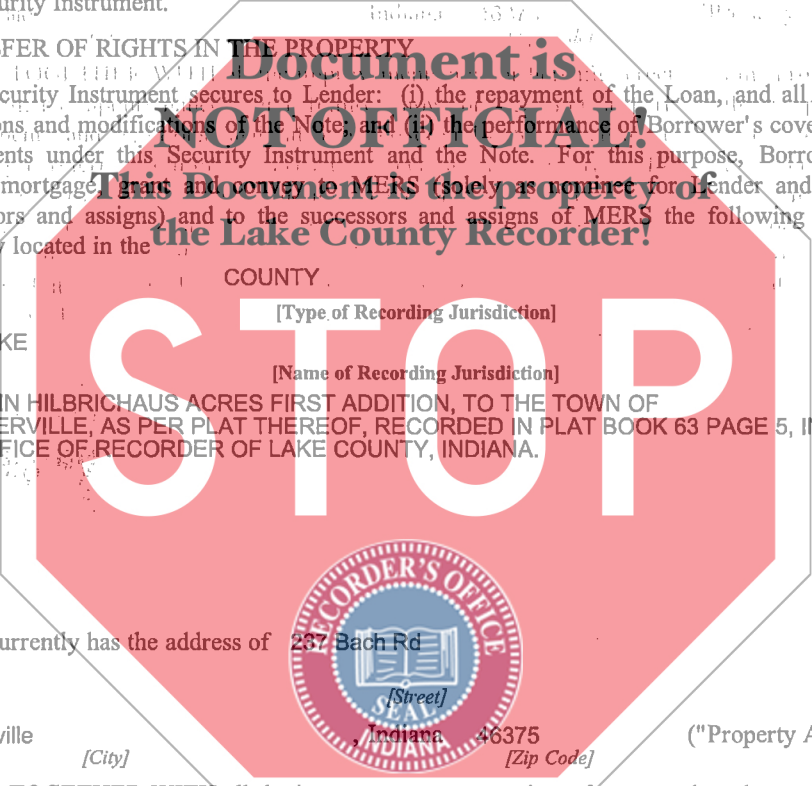 urity Instrument.
FER OF RIGHTS IN THE PROPERTY
Document is
curity Instrument secures to Lender: (i) the repayment of the Loan, and all
NOT OFFICIAL!
ons and modifications of the Note; and (ii) the performance of Borrower's cove
ents under this Security Instrument and the Note. For this purpose, Borro
mortgage, grant and convey to MERS (solely as nominee for Lender and
This Document is the property of
ors and assigns) and to the successors and assigns of MERS the following
the Lake County Recorder!
y located in the
COUNTY
[Type of Recording Jurisdiction]
KE
[Name of Recording Jurisdiction]
STOP
IN HILBRICHAUS ACRES FIRST ADDITION, TO THE TOWN OF
ERVILLE, AS PER PLAT THEREOF, RECORDED IN PLAT BOOK 63 PAGE 5, IN
FICE OF RECORDER OF LAKE COUNTY, INDIANA.
RECORDER'S OFFICE
urrently has the address of 237 Bach Rd
[Street]
SEAL
ville , Indiana 46375 ("Property A
INDIANA
[City] [Zip Code]